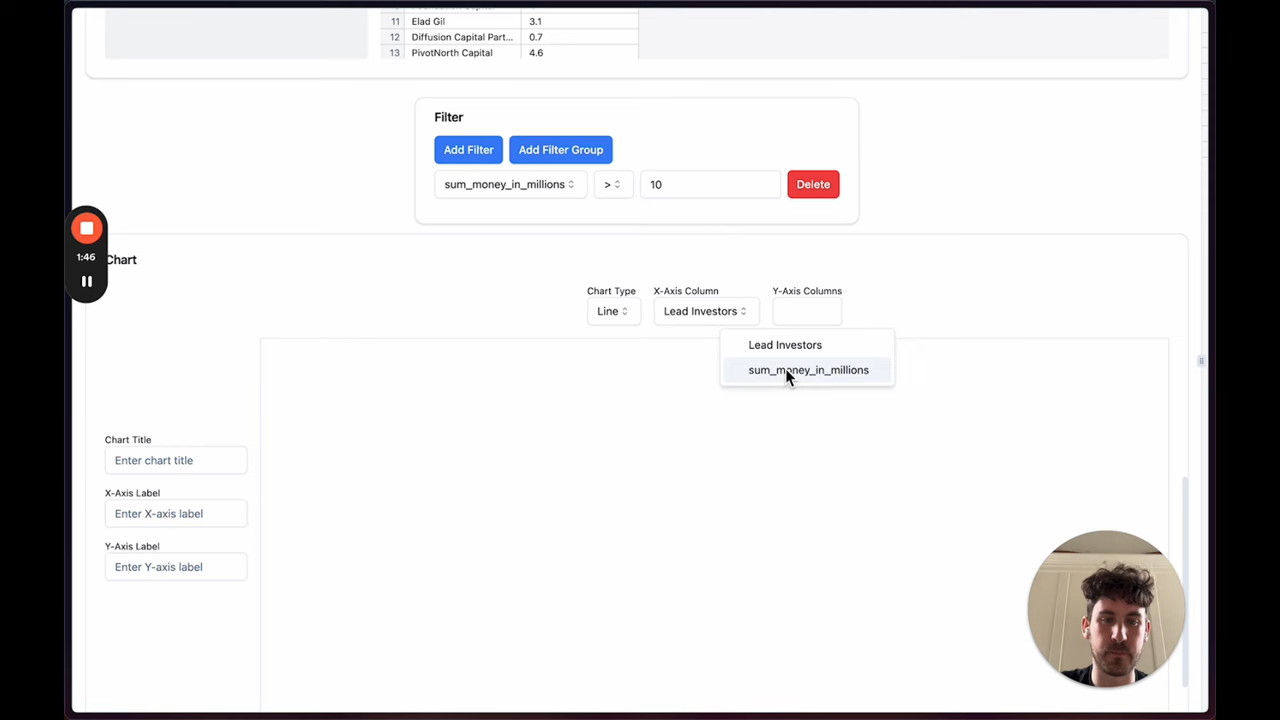 11 Elad Gil 3.1
12 Diffusion Capital Part... 0.7
13 PivotNorth Capital 4.6
Filter
Add Filter Add Filter Group
sum_money_in_millions > 10 Delete
1:46
Chart
Chart Type X-Axis Column Y-Axis Columns
Line Lead Investors
Lead Investors
sum_money_in_millions
Chart Title
Enter chart title
X-Axis Label
Enter X-axis label
Y-Axis Label
Enter Y-axis label